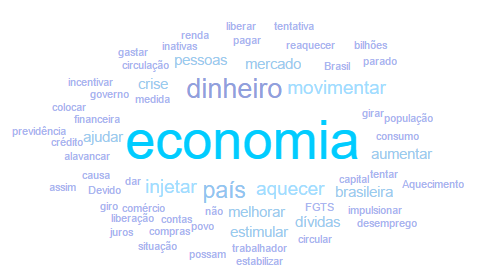 liberar tentativa
renda
inativas pagar reaquecer bilhões
gastar
circulação pessoas mercado Brasil parado
incentivar crise dinheiro movimentar
governo medida
colocar
financeira girar população
previdência
crédito ajudar economia consumo
alavancar aumentar
causa dar capital tentar
assim Devido injetar país aquecer brasileira Aquecimento
giro comércio não melhorar FGTS impulsionar
liberação contas dívidas desemprego
juros compras povo estimular
situação circular
possam trabalhador
estabilizar